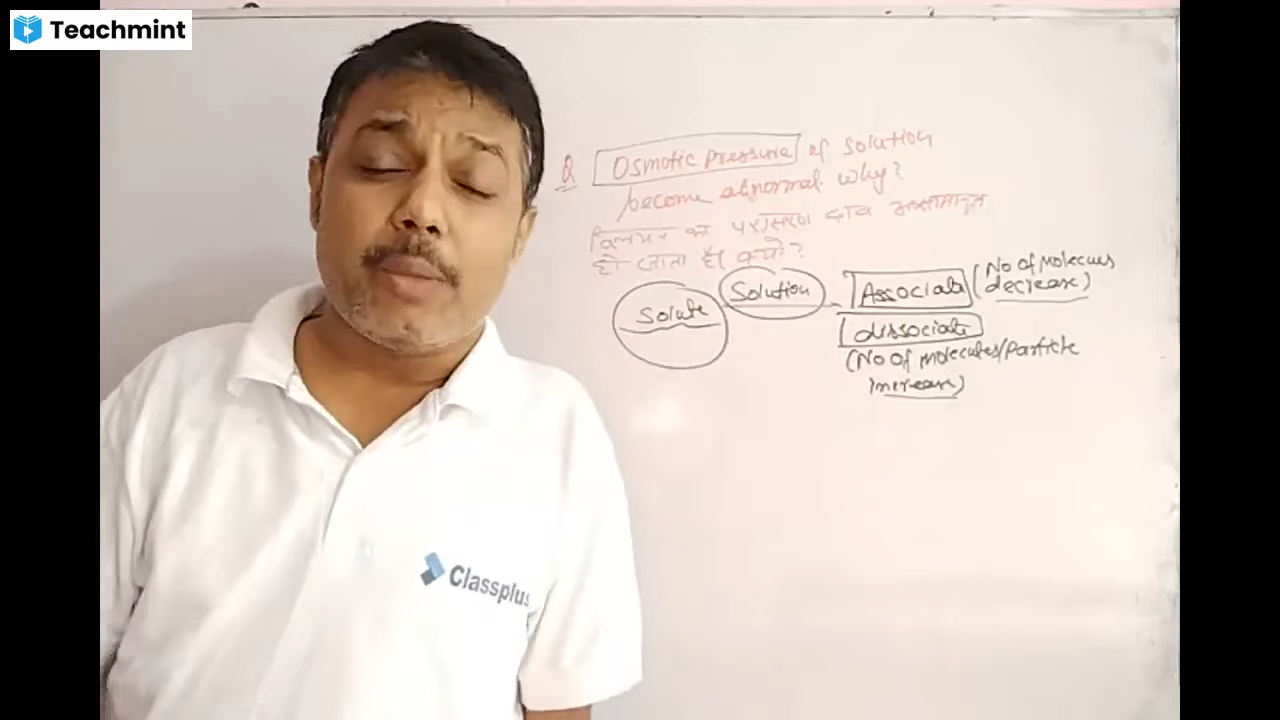 Teachmint
Q Osmotic Pressure of Solution
become abnormal. Why?
विलयन का परासरण दाब असामान्य
हो जाता है। क्यों?
Solute Solution Associate (No of molecues
decrease)
dissociate
(No of molecules/Particle
increase)
Classplus